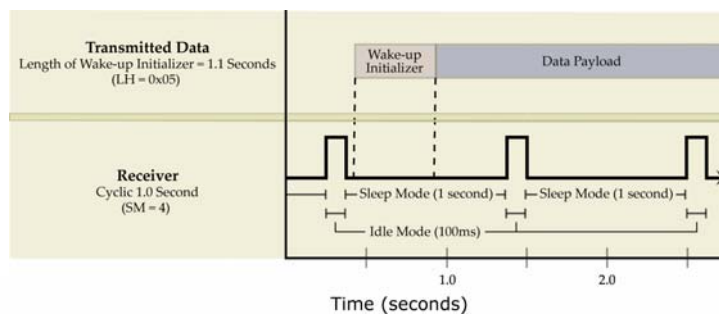 Transmitted Data
Length of Wake-up Initializer = 1.1 Seconds
(LH = 0x05)
Wake-up
Initializer
Data Payload
Receiver
Cyclic 1.0 Second
(SM = 4)
Sleep Mode (1 second)
Sleep Mode (1 second)
Idle Mode (100ms)
1.0
2.0
Time (seconds)